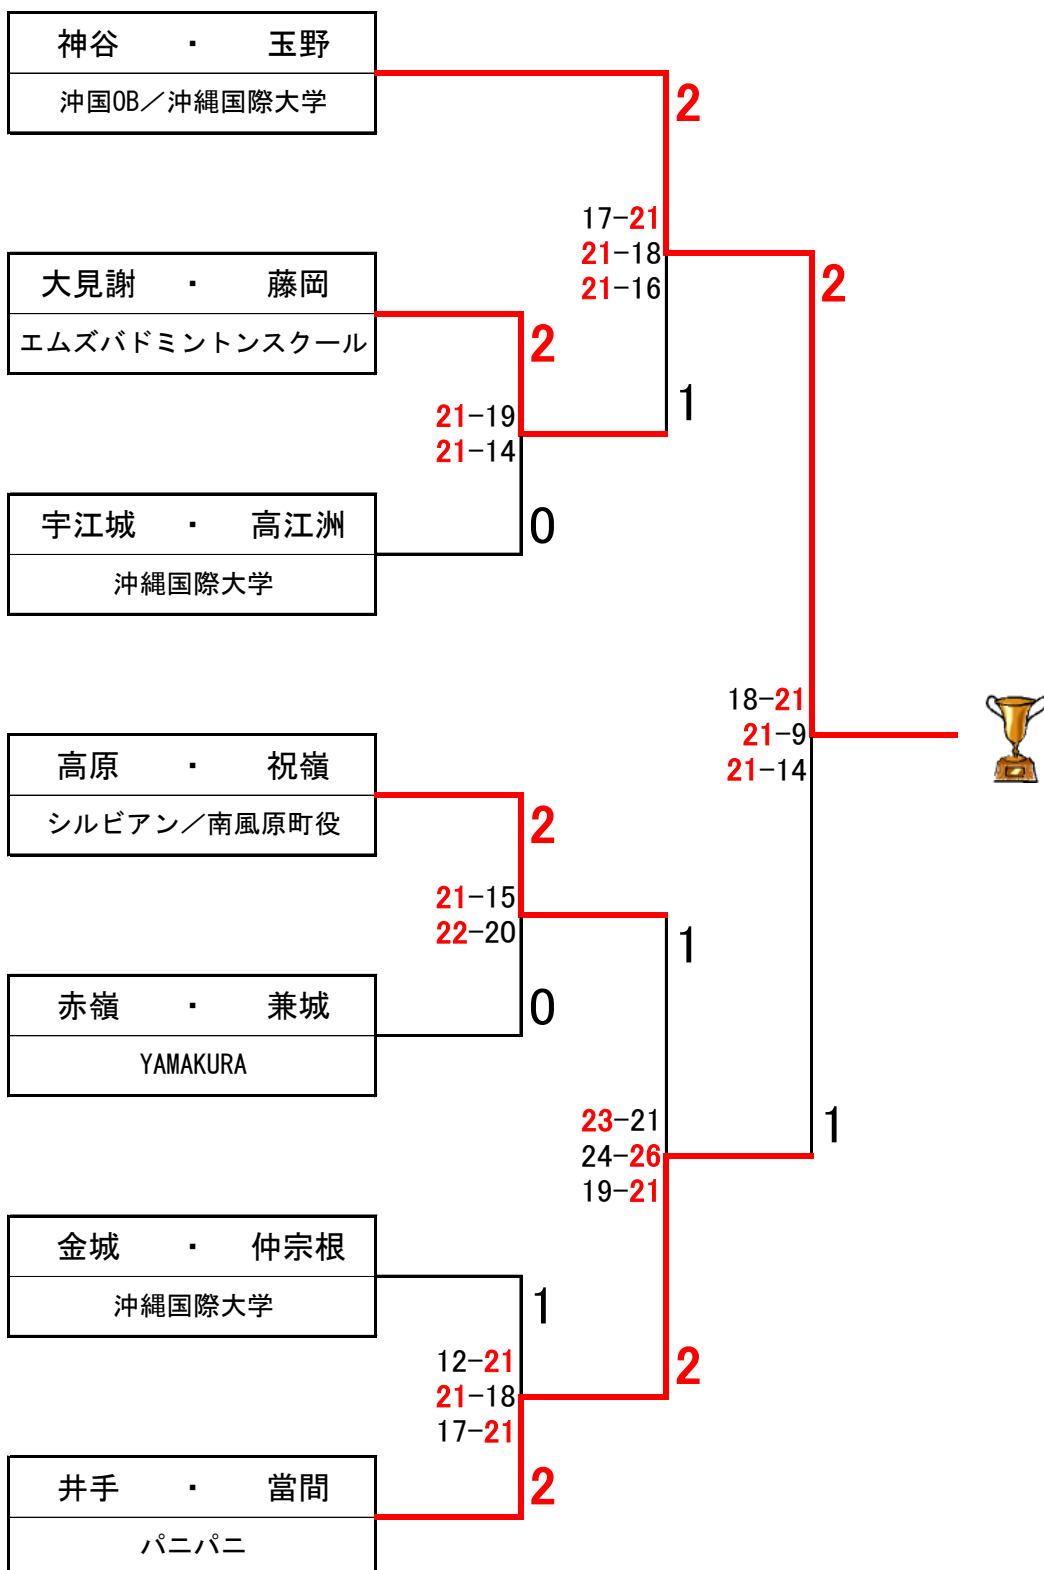 神谷 ・ 玉野
沖国OB／沖縄国際大学
2
17-21
21-18
21-16
大見謝 ・ 藤岡
エムズバドミントンスクール
2
2
1
21-19
21-14
宇江城 ・ 高江洲
沖縄国際大学
0
18-21
21-9
21-14
高原 ・ 祝嶺
シルビアン／南風原町役
2
21-15
22-20
1
赤嶺 ・ 兼城
YAMAKURA
0
23-21
24-26
19-21
1
金城 ・ 仲宗根
沖縄国際大学
1
12-21
21-18
17-21
2
井手 ・ 當間
パニパニ
2